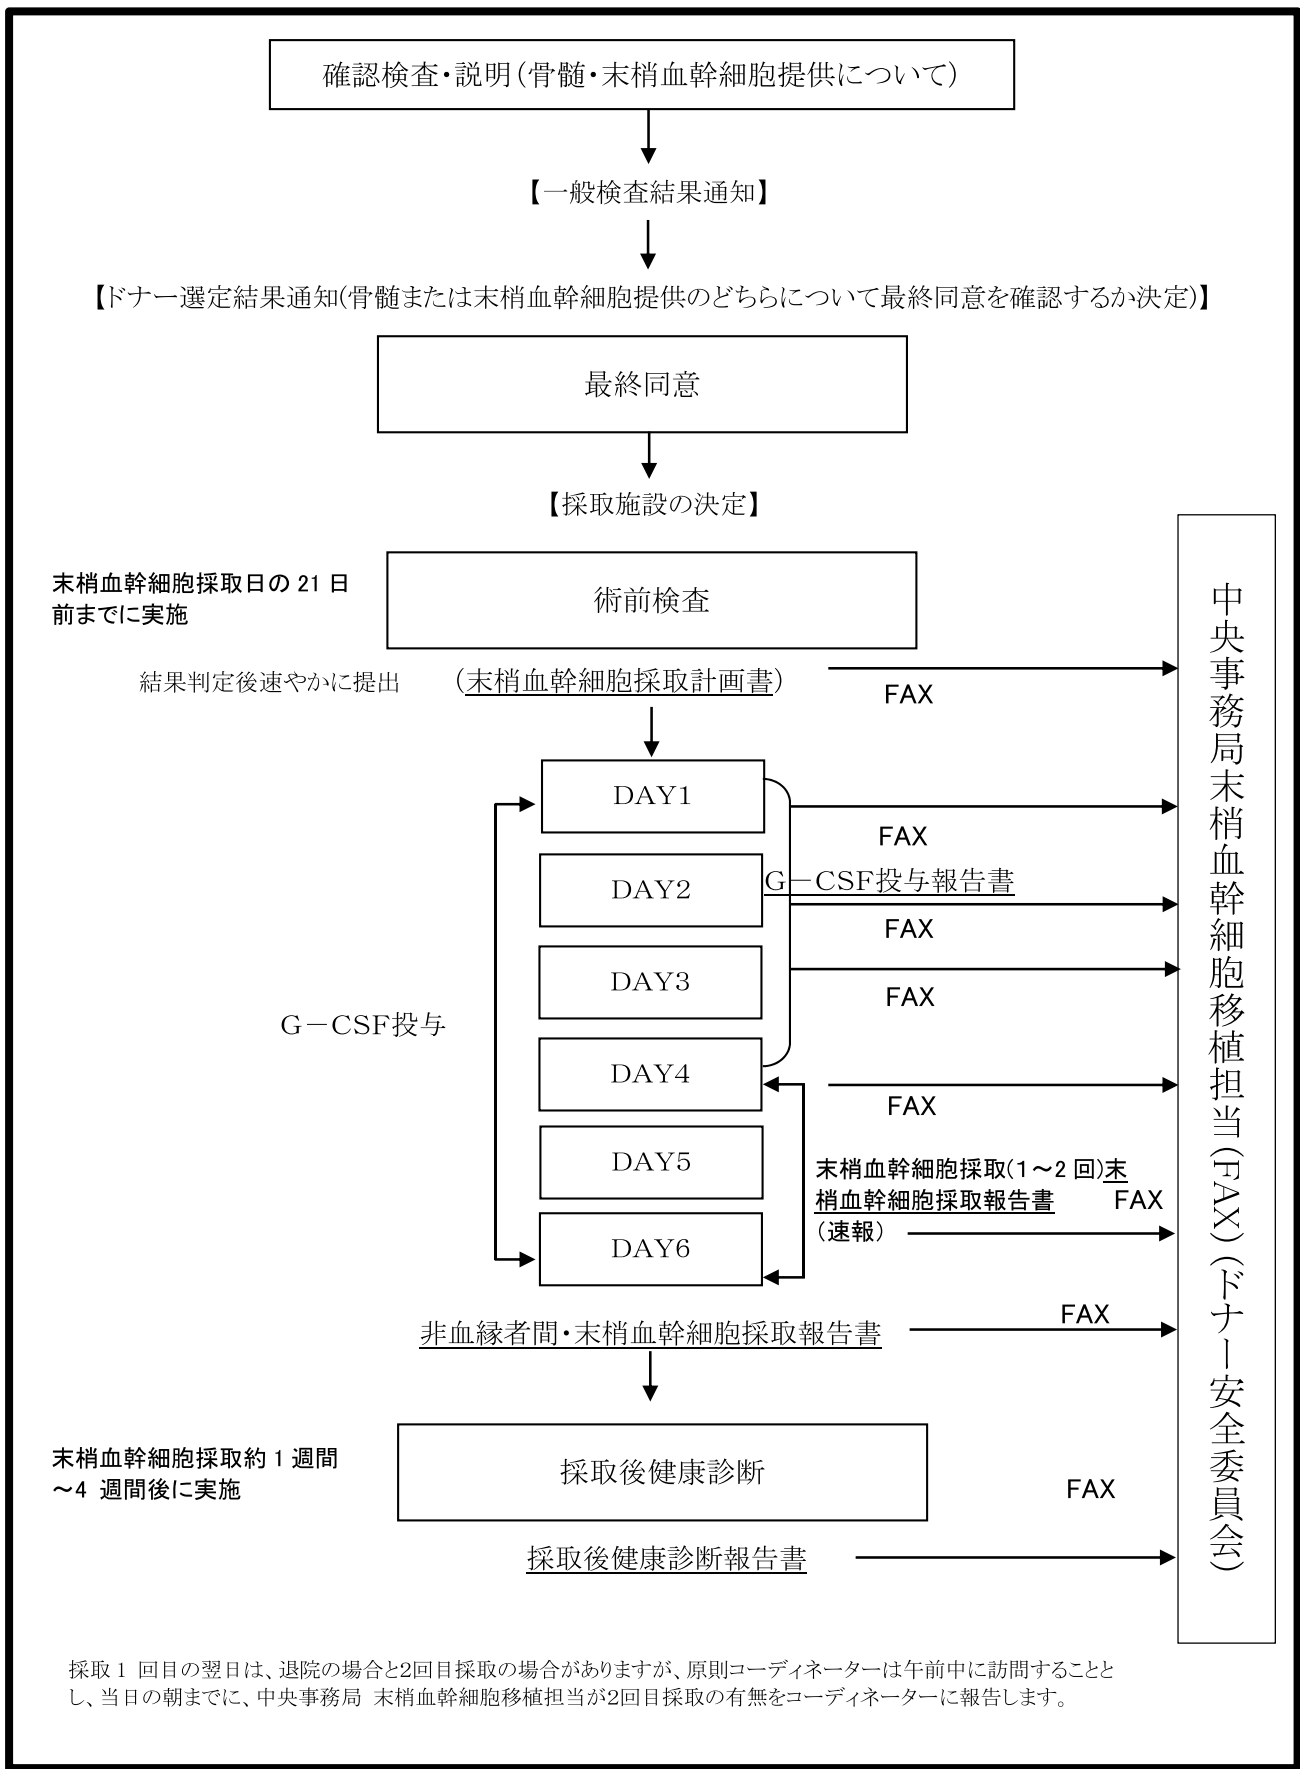 確認検査・説明(骨髄・末梢血幹細胞提供について)
【一般検査結果通知】
【ドナー選定結果通知(骨髄または末梢血幹細胞提供のどちらについて最終同意を確認するか決定)】
最終同意
【採取施設の決定】
末梢血幹細胞採取日の 21 日
前までに実施
術前検査
結果判定後速やかに提出
(末梢血幹細胞採取計画書)
FAX
DAY1
FAX
DAY2
G-CSF投与報告書
FAX
DAY3
FAX
G-CSF投与
DAY4
FAX
DAY5
末梢血幹細胞採取(1~2 回)末
梢血幹細胞採取報告書
(速報)
FAX
DAY6
非血縁者間・末梢血幹細胞採取報告書
FAX
末梢血幹細胞採取約 1 週間
~4 週間後に実施
採取後健康診断
FAX
採取後健康診断報告書
中央事務局末梢血幹細胞移植担当(FAX)(ドナー安全委員会)
採取 1 回目の翌日は、退院の場合と2回目採取の場合がありますが、原則コーディネーターは午前中に訪問することと
し、当日の朝までに、中央事務局 末梢血幹細胞移植担当が2回目採取の有無をコーディネーターに報告します。